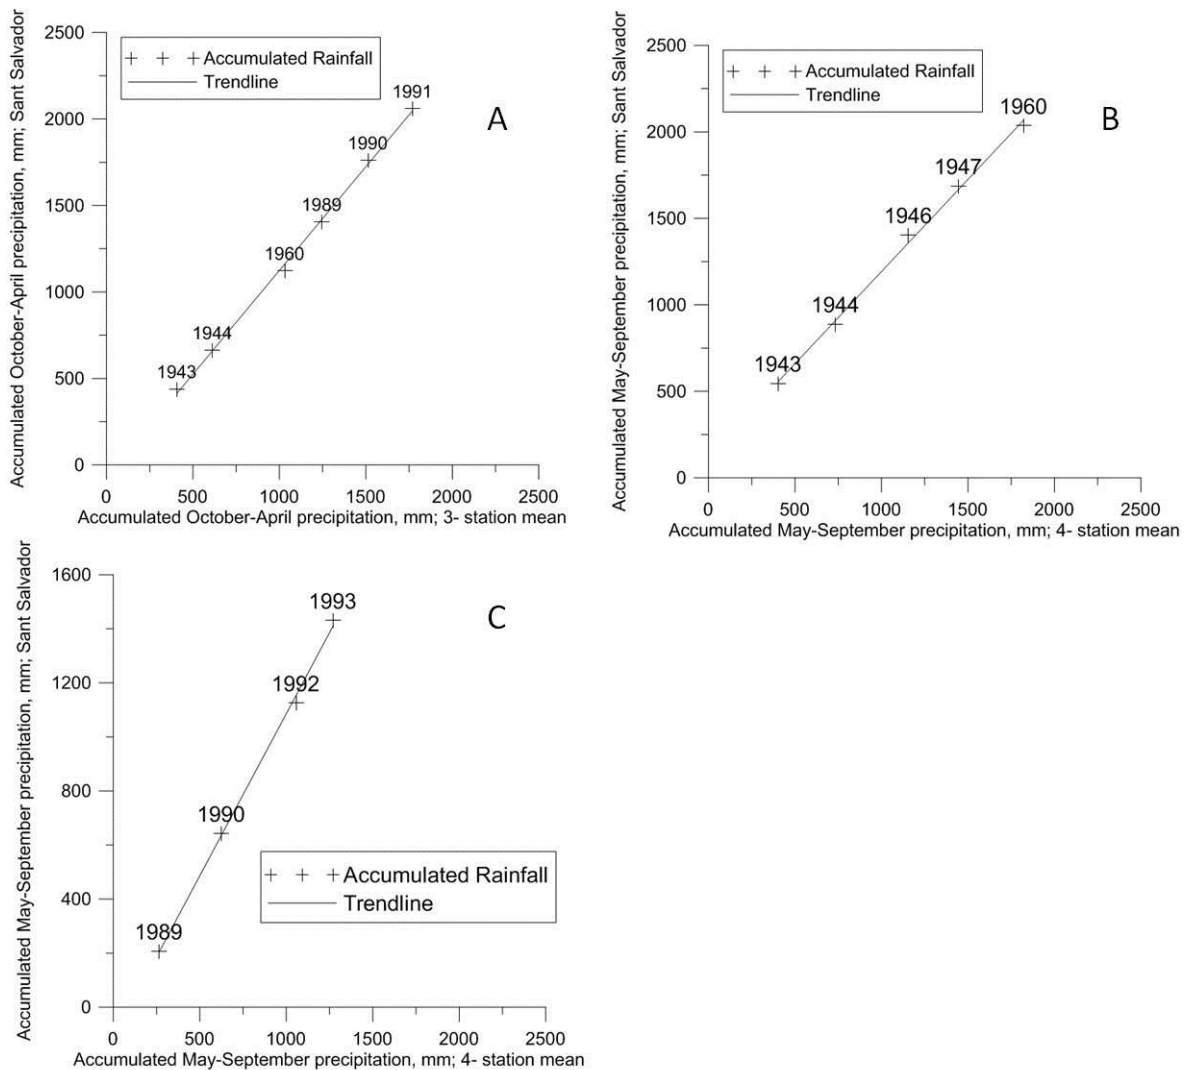 Accumulated October-April precipitation, mm; Sant Salvador
2500
2000
1500
1000
500
0
Accumulated Rainfall
Trendline
A
1991
1990
1989
1960
1944
1943
0 500 1000 1500 2000 2500
Accumulated October-April precipitation, mm; 3- station mean
Accumulated May-September precipitation, mm; Sant Salvador
2500
2000
1500
1000
500
0
Accumulated Rainfall
Trendline
B
1960
1947
1946
1944
1943
0 500 1000 1500 2000 2500
Accumulated May-September precipitation, mm; 4- station mean
Accumulated May-September precipitation, mm; Sant Salvador
1600
1200
800
400
0
C
1993
1992
1990
1989
Accumulated Rainfall
Trendline
0 500 1000 1500 2000 2500
Accumulated May-September precipitation, mm; 4- station mean